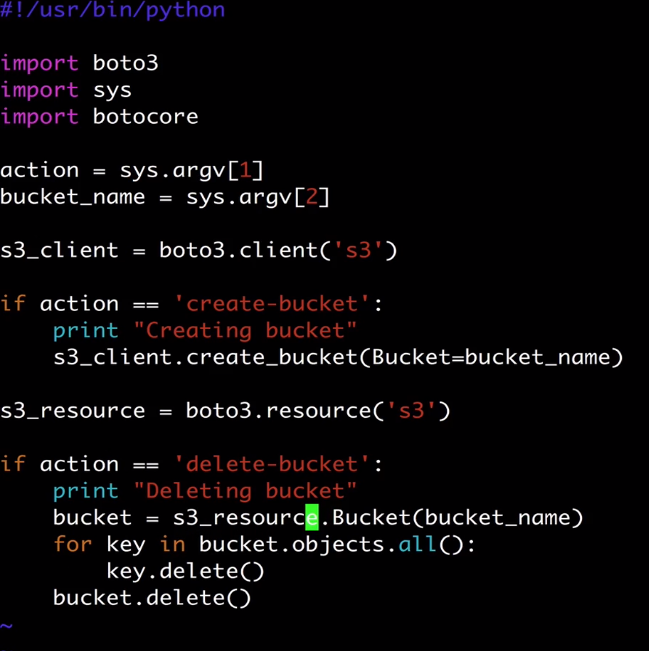 #!/usr/bin/python

import boto3
import sys
import botocore

action = sys.argv[1]
bucket_name = sys.argv[2]

s3_client = boto3.client('s3')

if action == 'create-bucket':
    print "Creating bucket"
    s3_client.create_bucket(Bucket=bucket_name)

s3_resource = boto3.resource('s3')

if action == 'delete-bucket':
    print "Deleting bucket"
    bucket = s3_resource.Bucket(bucket_name)
    for key in bucket.objects.all():
        key.delete()
    bucket.delete()
~